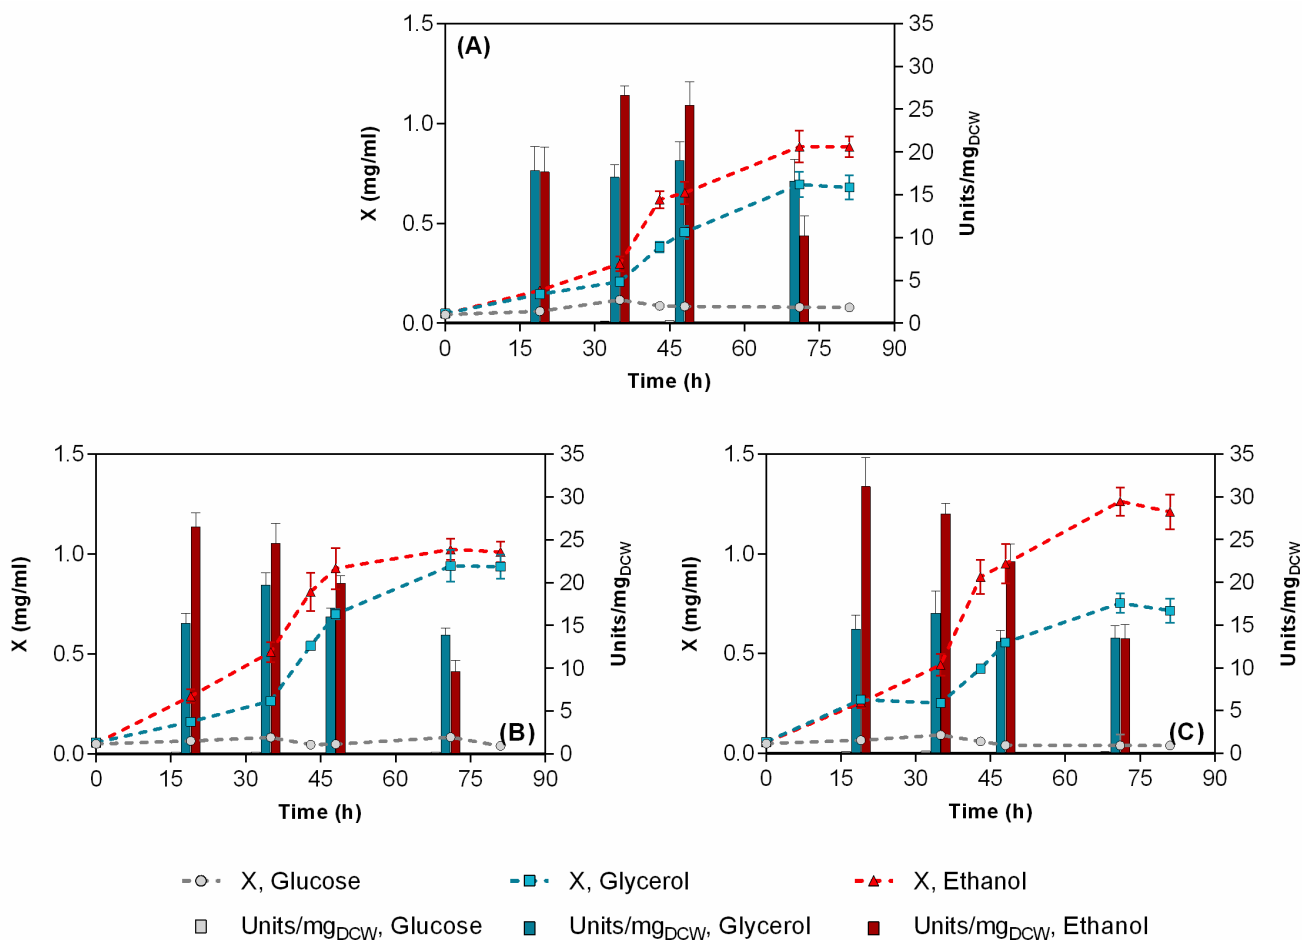 (A)
X (mg/ml)
1.5
1.0
0.5
0.0
0 15 30 45 60 75 90
Time (h)
35
30
25
20
15
10
5
0
Units/mgDCW
X (mg/ml)
1.5
1.0
0.5
0.0
0 15 30 45 60 75 90
Time (h)
35
30
25
20
15
10
5
0
Units/mgDCW
(B)
X (mg/ml)
1.5
1.0
0.5
0.0
0 15 30 45 60 75 90
Time (h)
35
30
25
20
15
10
5
0
Units/mgDCW
(C)
X, Glucose X, Glycerol X, Ethanol
Units/mgDCW, Glucose Units/mgDCW, Glycerol Units/mgDCW, Ethanol